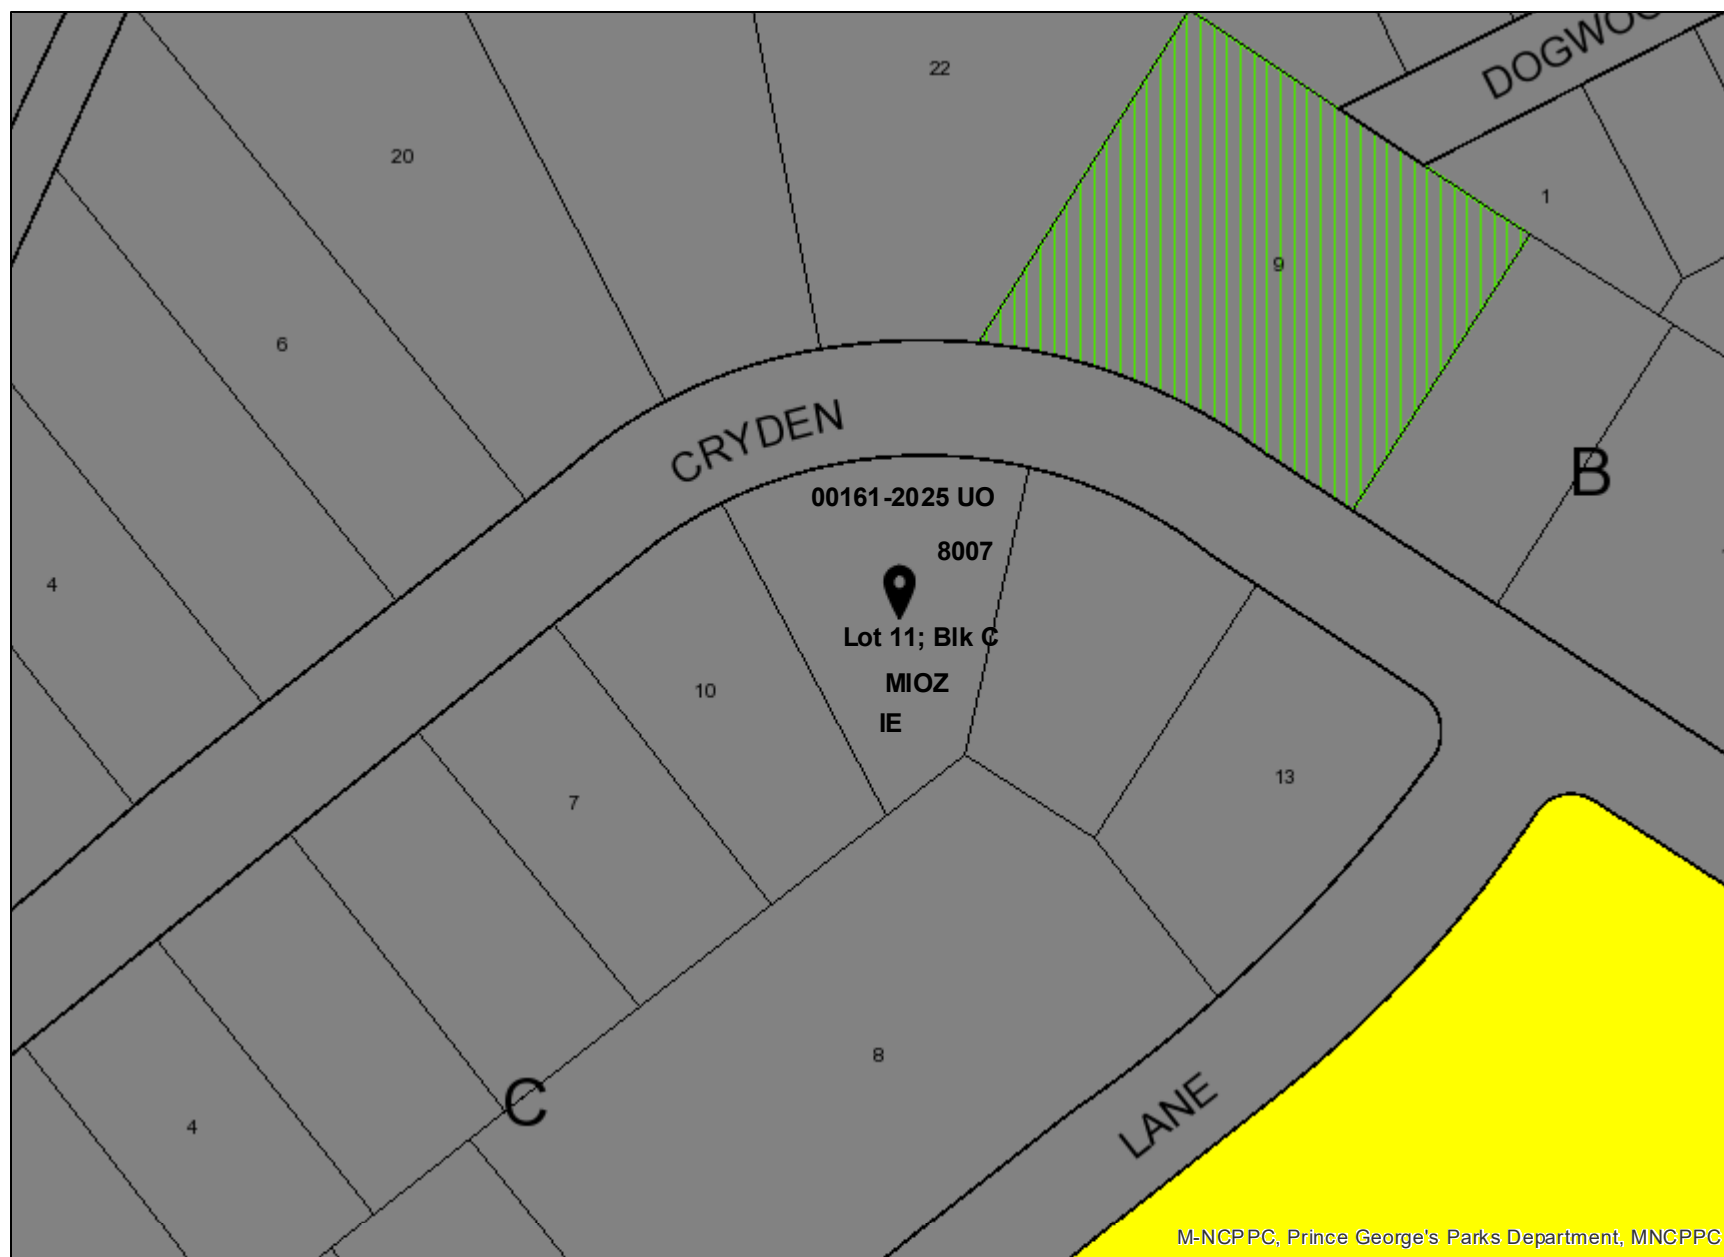 22
DOGWOO
20
1
9
6
CRYDEN
B
00161-2025 UO
8007
4
Lot 11; Blk C
MIOZ
IE
10
13
7
8
C
LANE
4
M-NCPPC, Prince George's Parks Department, MNCPPC